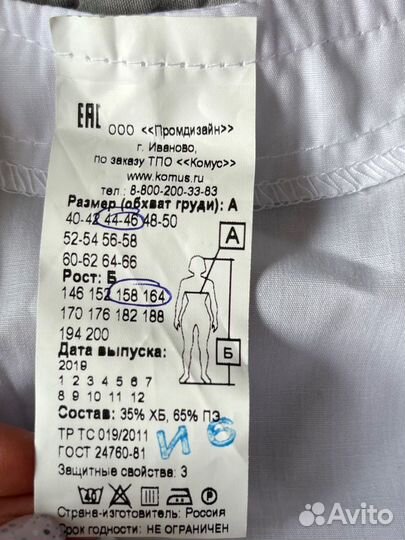 EAC
ООО <<Промдизайн>>
г. Иваново,
по заказу ТПО <<Комус>>
www.komus.ru
тел.: 8-800-200-33-83
Размер (обхват груди): А
40-42 44-46 48-50
52-54 56-58
60-62 64-66
Рост: Б
146 152 158 164
170 176 182 188
194 200
А
Б
Дата выпуска:
2019
1 2 3 4 5 6 7
8 9 10 11 12
Состав: 35% ХБ, 65% ПЭ
ТР ТС 019/2011
ГОСТ 24760-81
И 6
Защитные свойства: З
40
Р
Страна изготовитель: Россия
Срок годности: НЕ ОГРАНИЧЕН
Avito